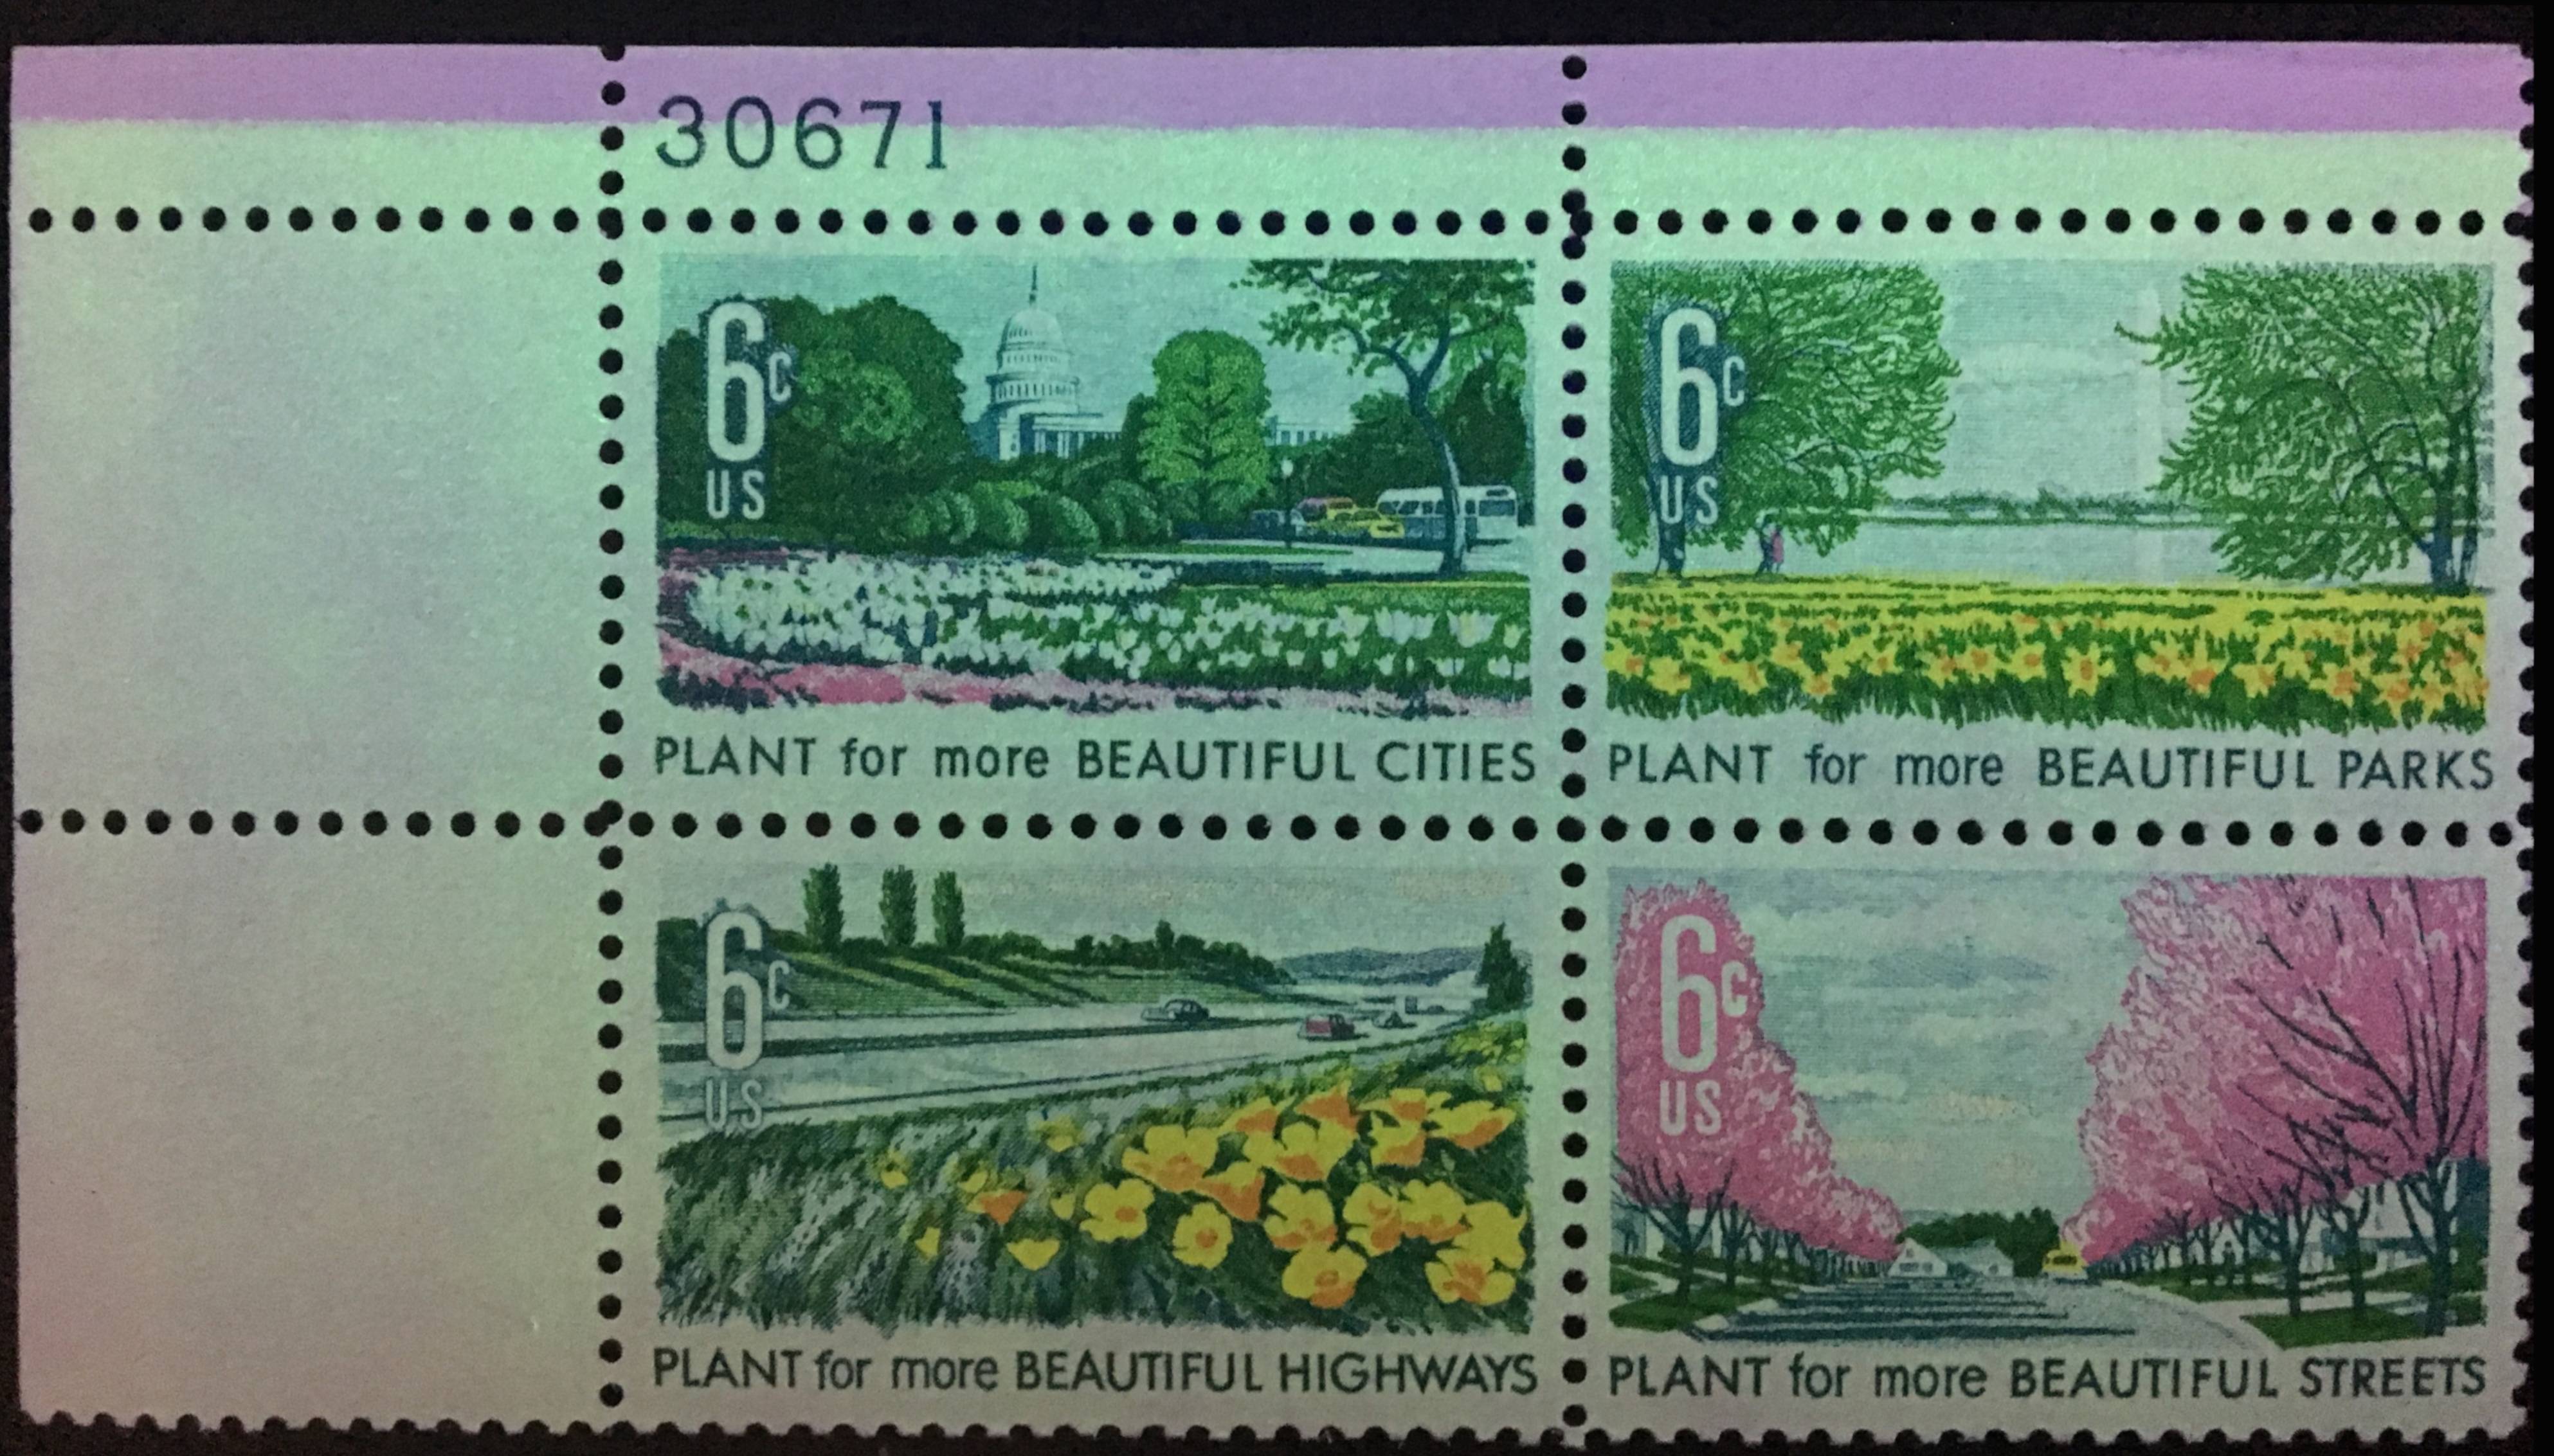 30671
6c
US
PLANT for more BEAUTIFUL CITIES
6c
US
PLANT for more BEAUTIFUL PARKS
6c
US
PLANT for more BEAUTIFUL HIGHWAYS
6c
US
PLANT for more BEAUTIFUL STREETS